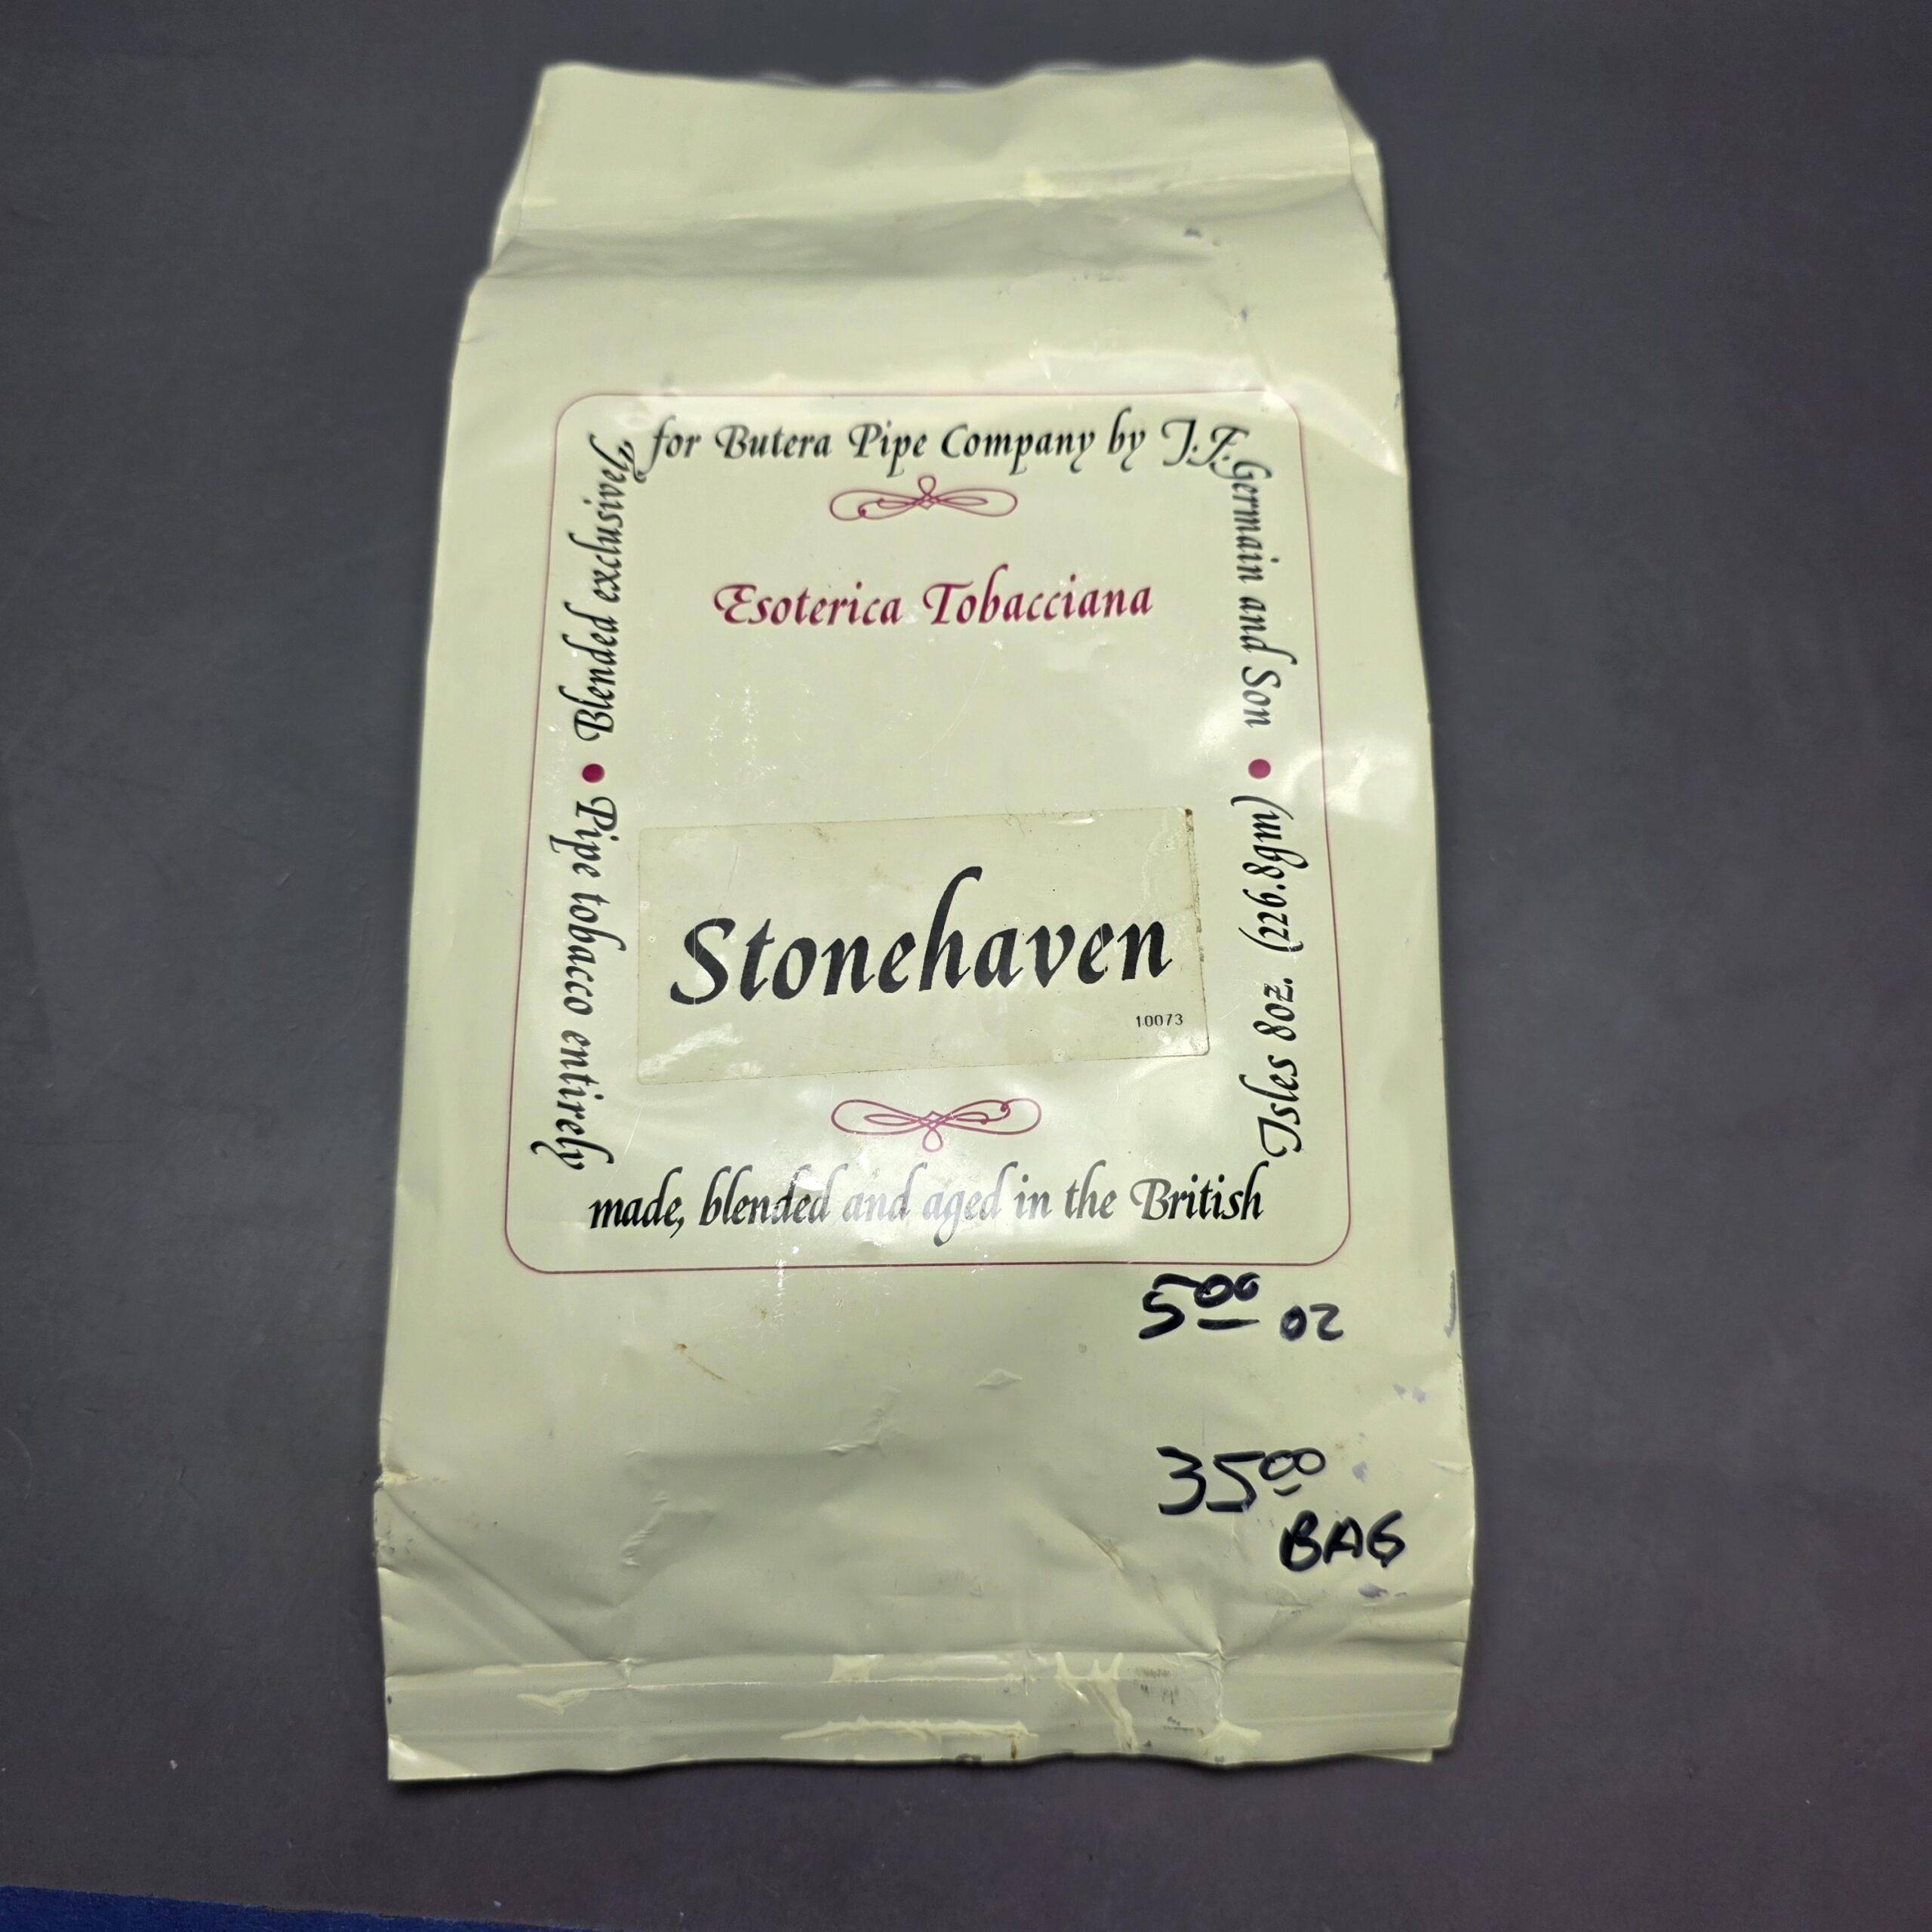 Blended exclusively
for Butera Pipe Company by J.F.
Germain and Son
Esoterica Tobacciana
Stonehaven
10073
Pipe tobacco entirely
made, blended and aged in the British
Isles 8oz. (226.8gm)
5.00 oz
35.00
BAG